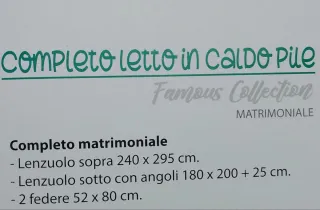 completo letto in caldo pile
Famous Collection
MATRIMONIALE
Completo matrimoniale
- Lenzuolo sopra 240 x 295 cm.
- Lenzuolo sotto con angoli 180 x 200 + 25 cm.
- 2 federe 52 x 80 cm.